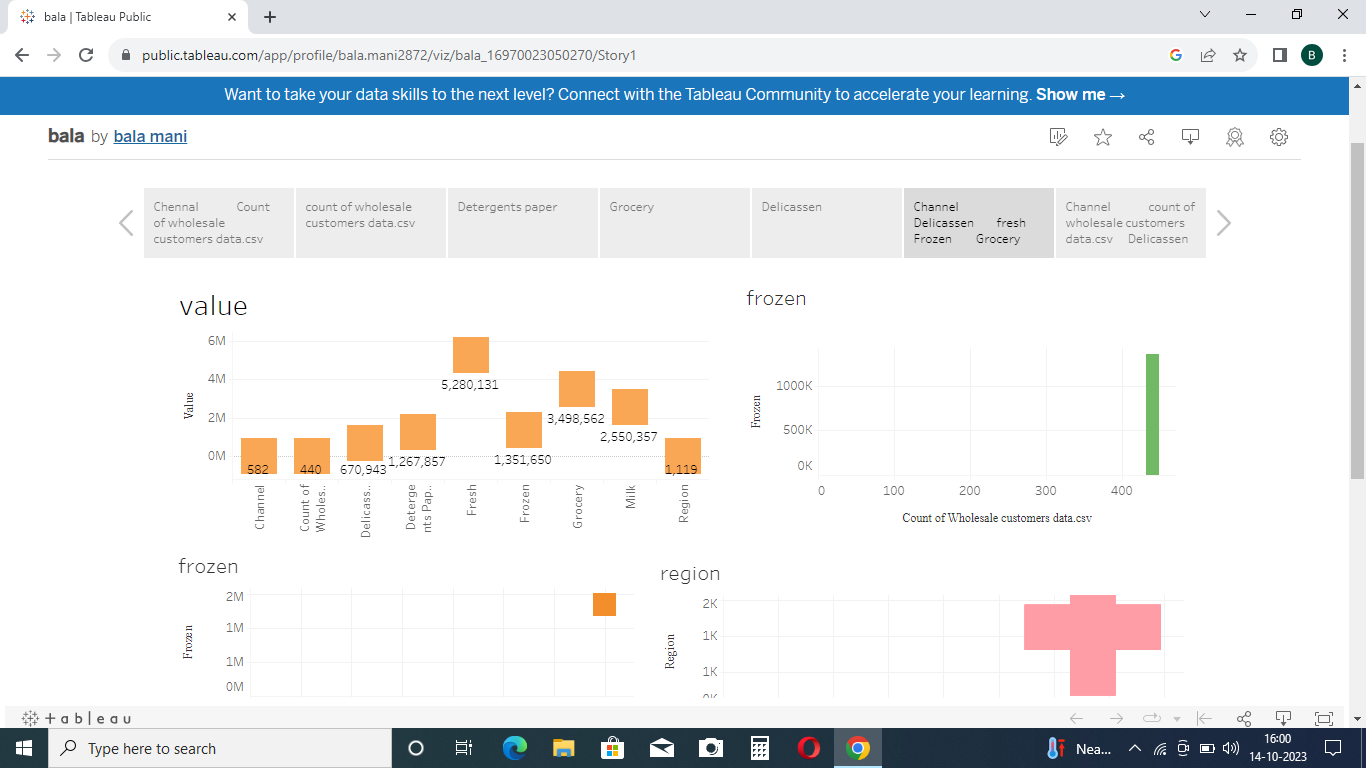 bala | Tableau Public
public.tableau.com/app/profile/bala.mani2872/viz/bala_16970023050270/Story1
B
Want to take your data skills to the next level? Connect with the Tableau Community to accelerate your learning. Show me →
bala by bala mani
Chennal Count
of wholesale
customers data.csv
count of wholesale
customers data.csv
Detergents paper
Grocery
Delicassen
Channel
Delicassen fresh
Frozen Grocery
Channel count of
wholesale customers
data.csv Delicassen
value
6M
4M
2M
0M
Value
582
440
670,943
1,267,857
5,280,131
1,351,650
3,498,562
2,550,357
1,119
Channel
Count of
Wholes..
Delicass..
Deterge
nts Pap..
Fresh
Frozen
Grocery
Milk
Region
frozen
1000K
500K
0K
Frozen
0 100 200 300 400
Count of Wholesale customers data.csv
frozen
2M
1M
1M
0M
Frozen
region
2K
1K
1K
0K
Region
+ a b l e a u
Type here to search
Nea...
16:00
14-10-2023